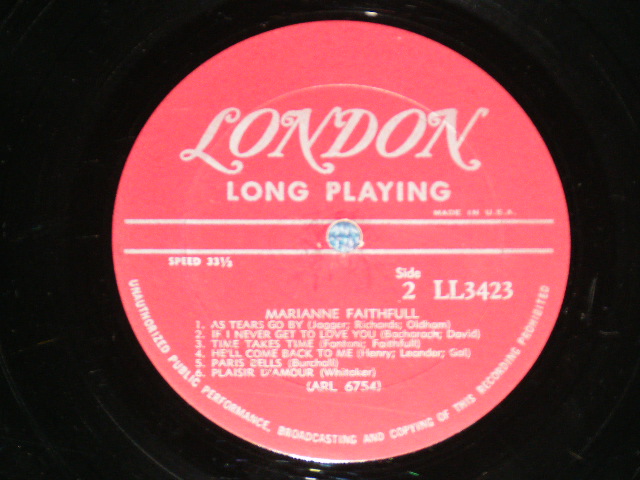 LONDON
LONG PLAYING
MADE IN U.S.A.
SPEED 33⅓
Side
2 LL3423
MARIANNE FAITHFULL
1. AS TEARS GO BY (Jagger; Richards; Oldham)
2. IF I NEVER GET TO LOVE YOU (Bacharach; David)
3. TIME TAKES TIME (Fantoni; Faithfull)
4. HE'LL COME BACK TO ME (Henry; Leander; Gal)
5. PARIS BELLS (Burchall)
6. PLAISIR D'AMOUR (Whitaker)
(ARL 6754)
UNAUTHORIZED PUBLIC PERFORMANCE, BROADCASTING AND COPYING OF THIS RECORDING PROHIBITED